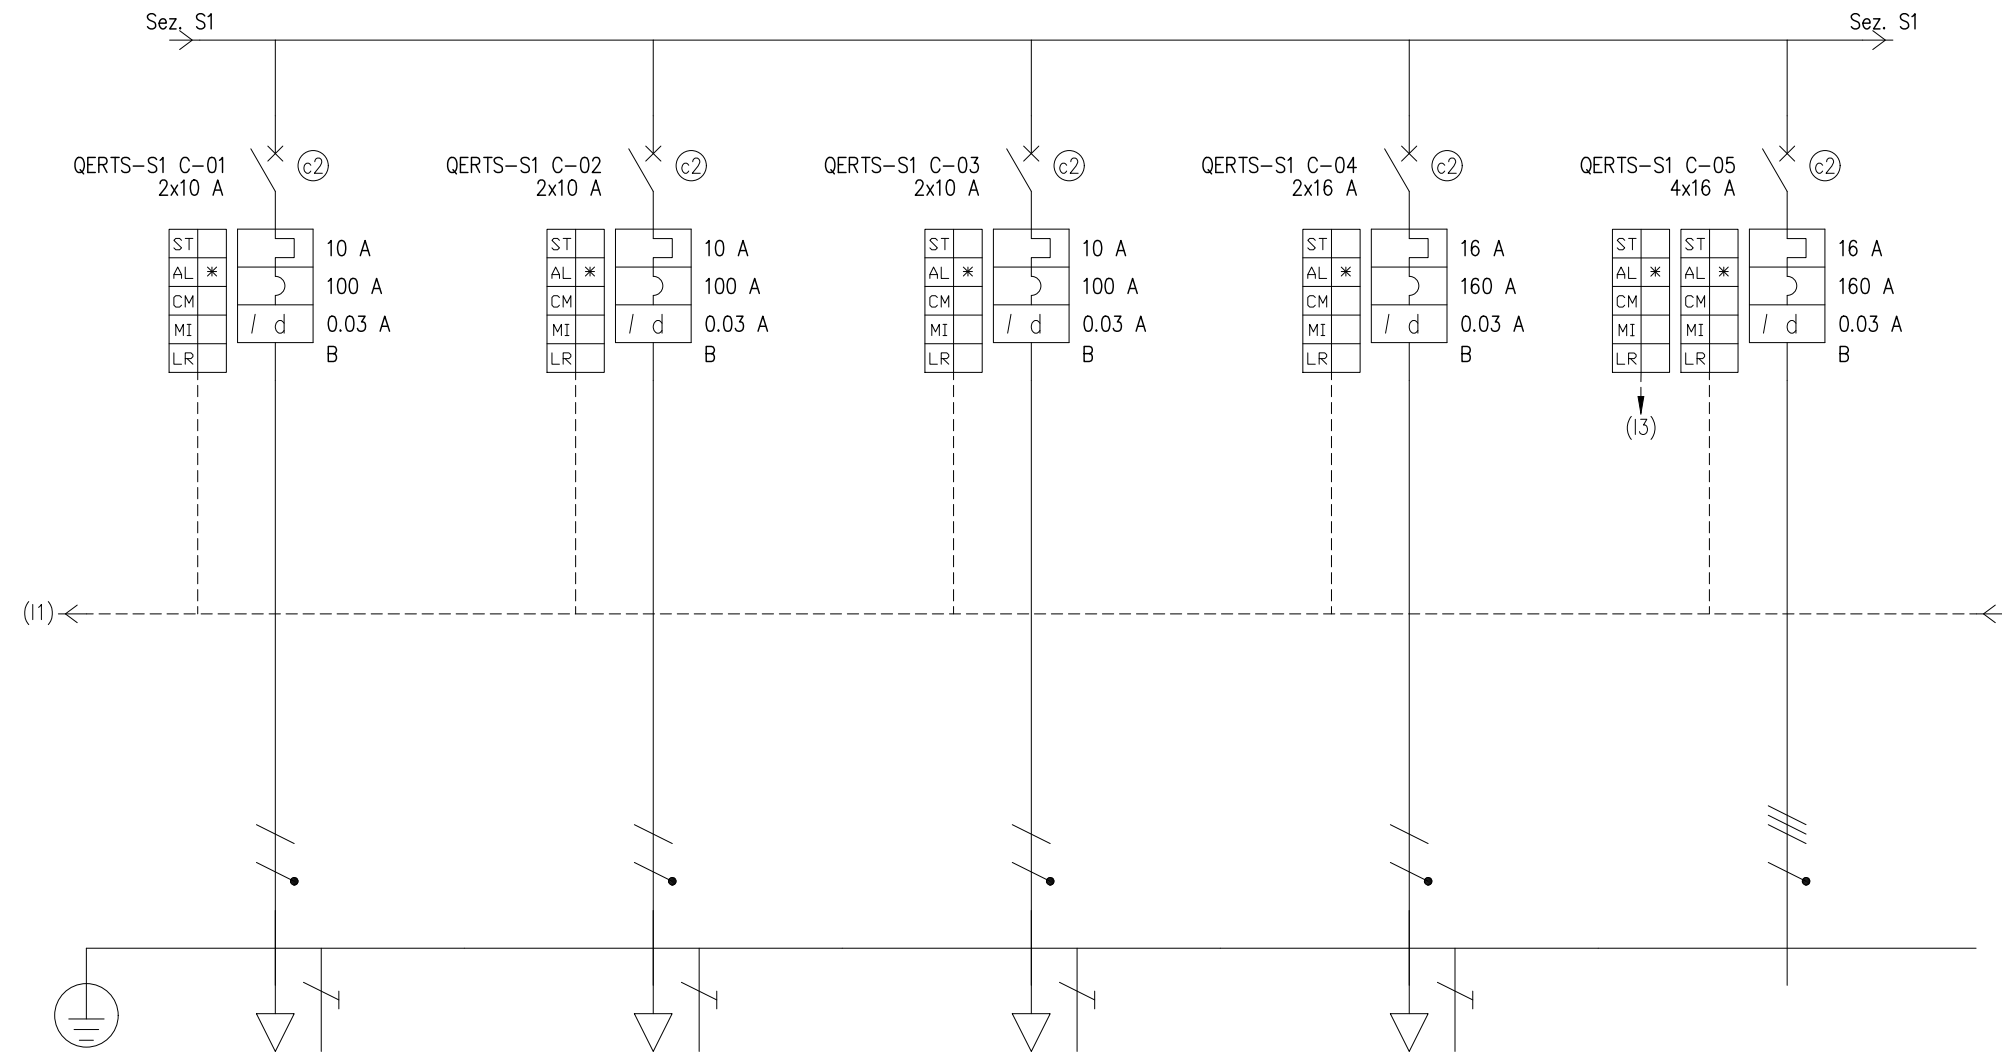 Sez. S1
Sez. S1
QERTS-S1 C-01
2x10 A
c2
ST
AL *
CM
MI
LR
10 A
100 A
I d
0.03 A
B
QERTS-S1 C-02
2x10 A
c2
ST
AL *
CM
MI
LR
10 A
100 A
I d
0.03 A
B
QERTS-S1 C-03
2x10 A
c2
ST
AL *
CM
MI
LR
10 A
100 A
I d
0.03 A
B
QERTS-S1 C-04
2x16 A
c2
ST
AL *
CM
MI
LR
16 A
160 A
I d
0.03 A
B
QERTS-S1 C-05
4x16 A
c2
ST
AL *
CM
MI
LR
ST
AL *
CM
MI
LR
16 A
160 A
I d
0.03 A
B
(I3)
(I1)